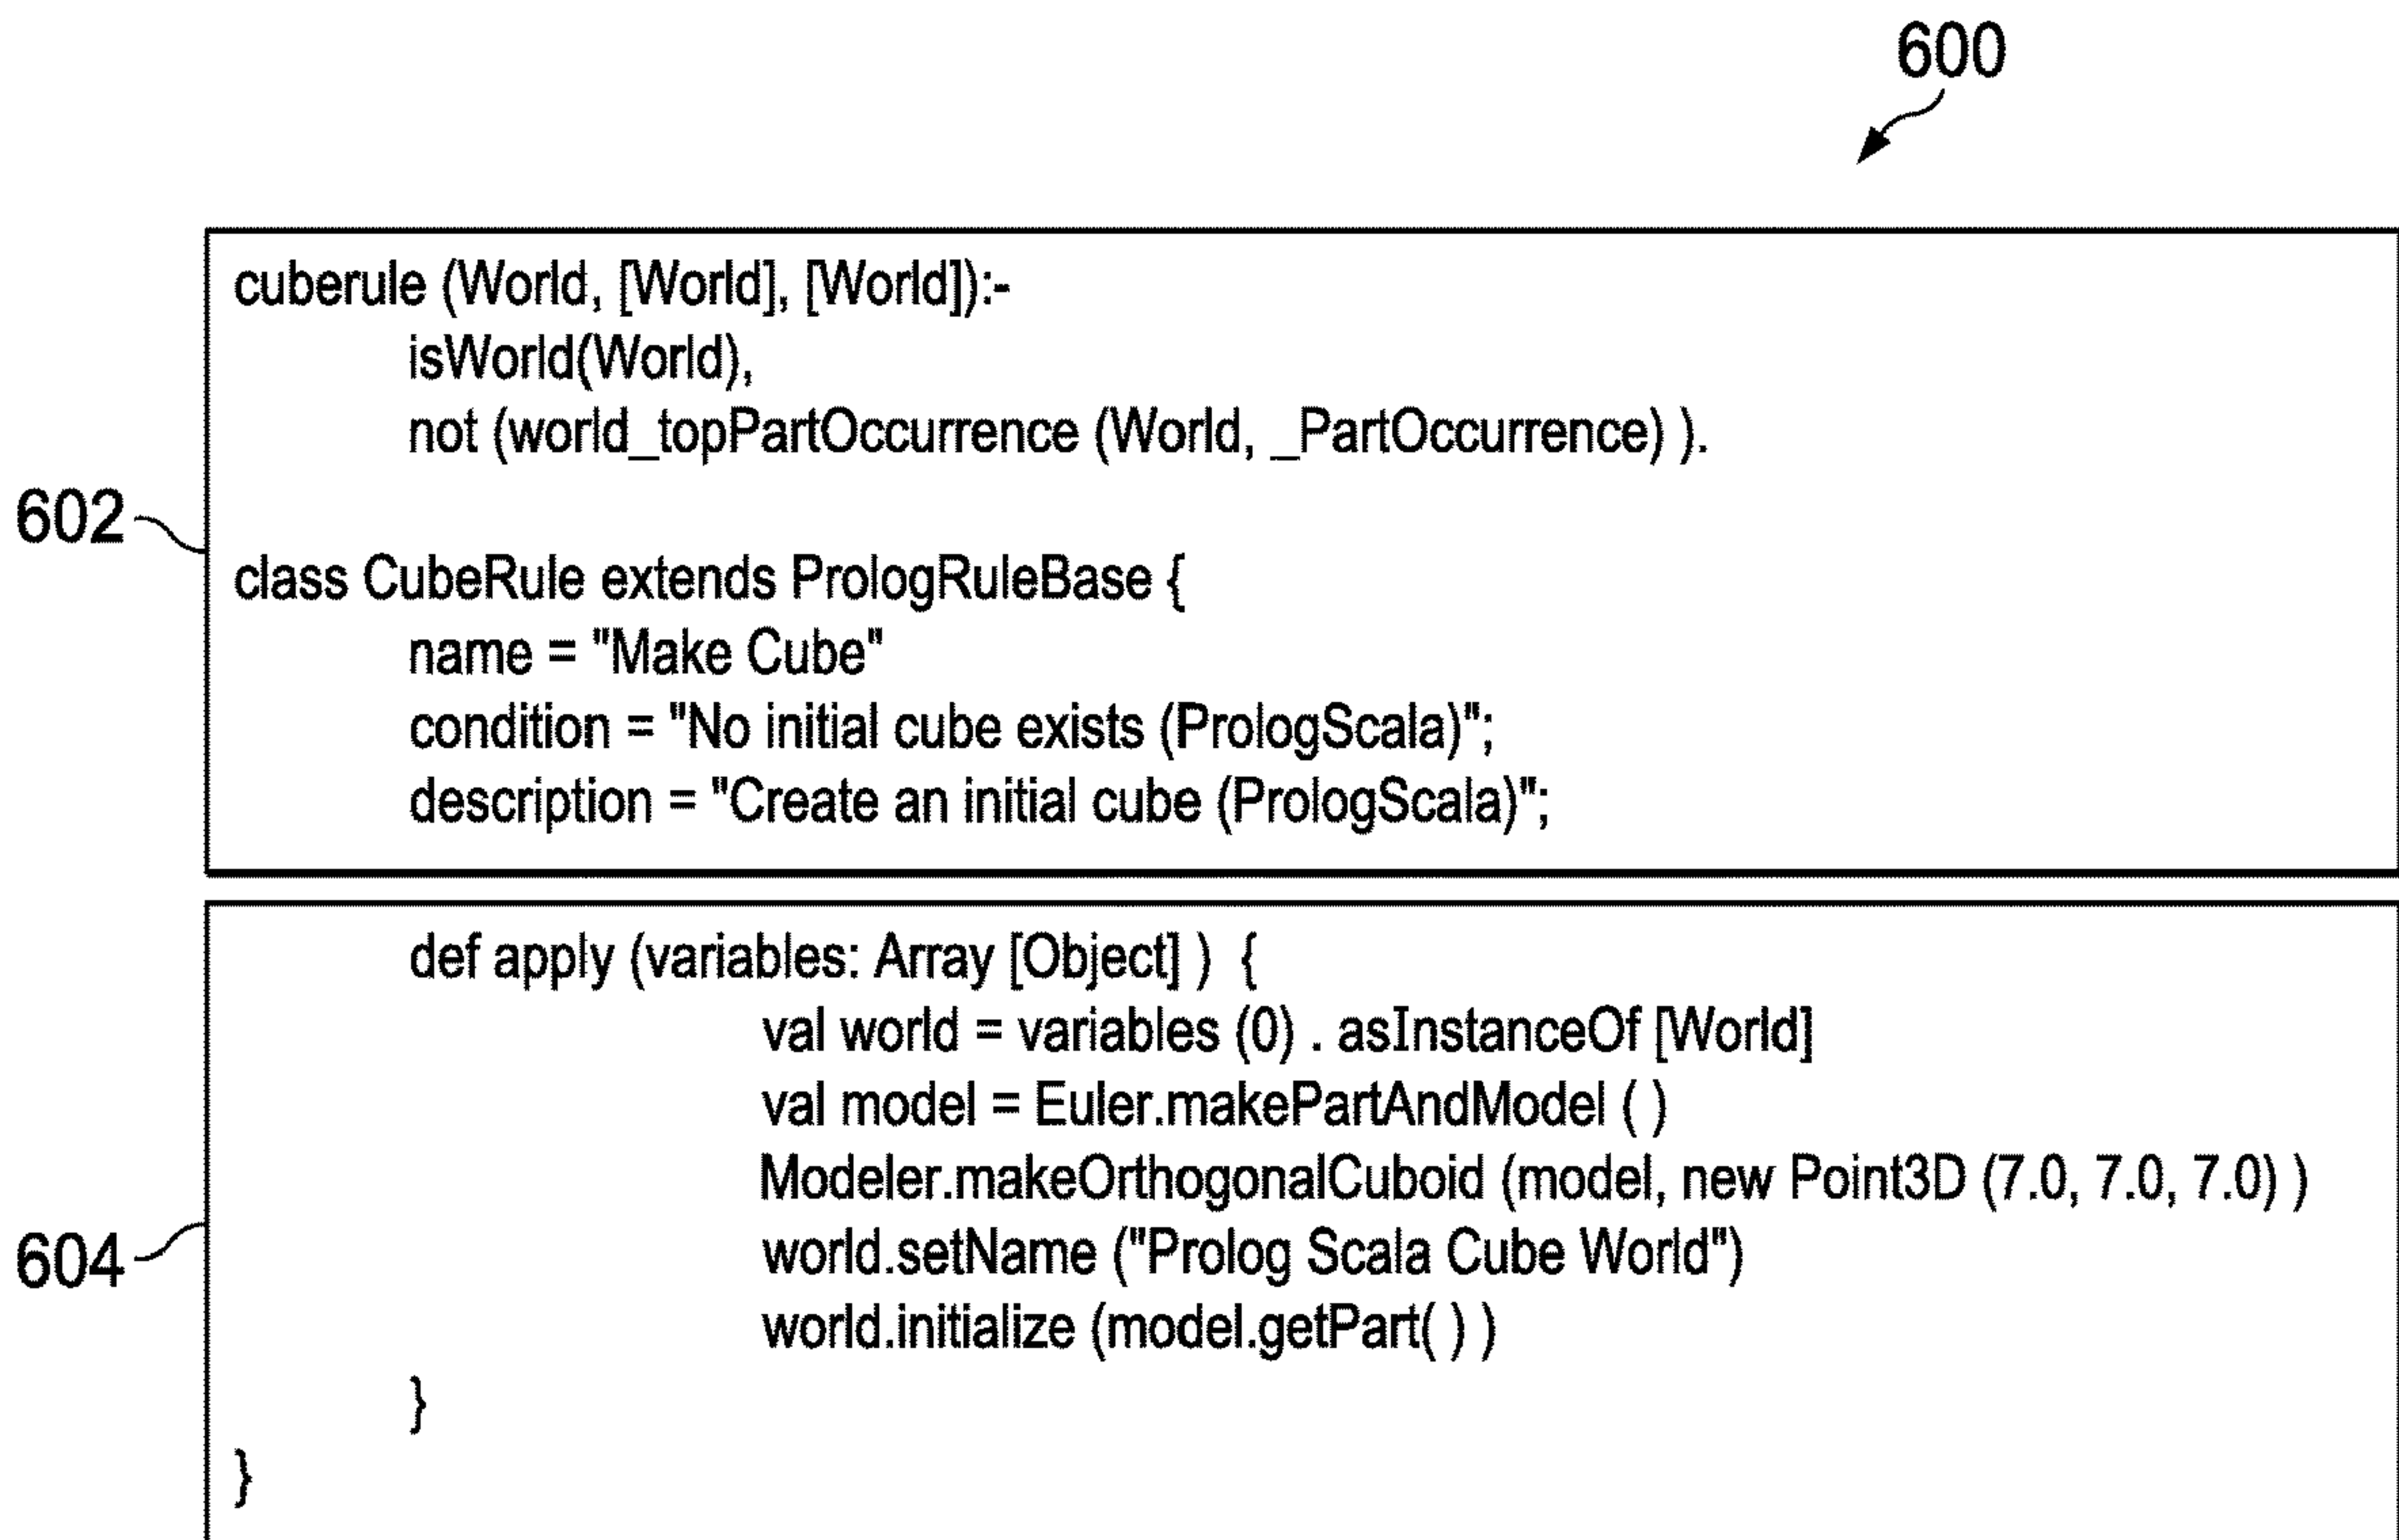 600
cuberule (World, [World], [World]):-
isWorld(World),
not (world_topPartOccurrence (World, _PartOccurrence) ).
602
class CubeRule extends PrologRuleBase {
name = "Make Cube"
condition = "No initial cube exists (PrologScala)";
description = "Create an initial cube (PrologScala)";
def apply (variables: Array [Object] ) {
val world = variables (0) . asInstanceOf [World]
val model = Euler.makePartAndModel ( )
Modeler.makeOrthogonalCuboid (model, new Point3D (7.0, 7.0, 7.0) )
604
world.setName ("Prolog Scala Cube World")
world.initialize (model.getPart( ) )
}
}